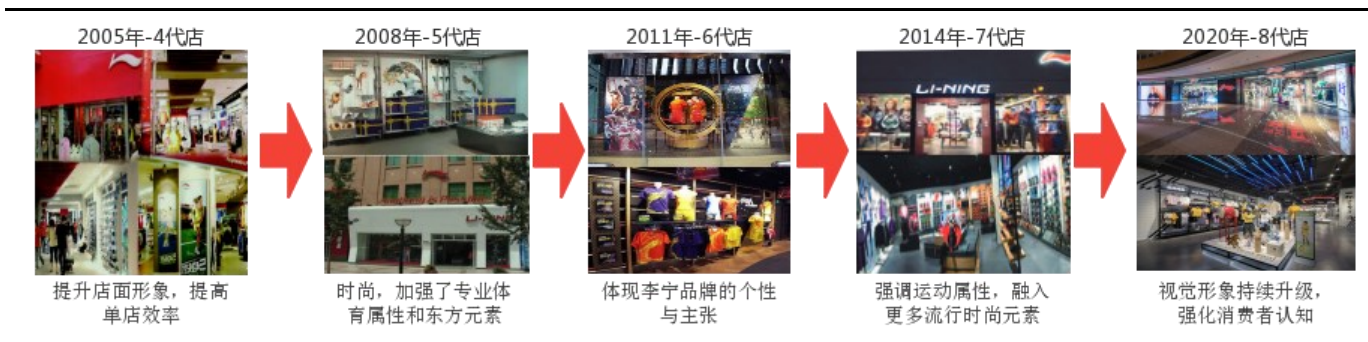 2005年-4代店
2008年-5代店
2011年-6代店
2014年-7代店
2020年-8代店
LI-NING
提升店面形象，提高
单店效率
时尚，加强了专业体
育属性和东方元素
体现李宁品牌的个性
与主张
强调运动属性，融入
更多流行时尚元素
视觉形象持续升级，
强化消费者认知